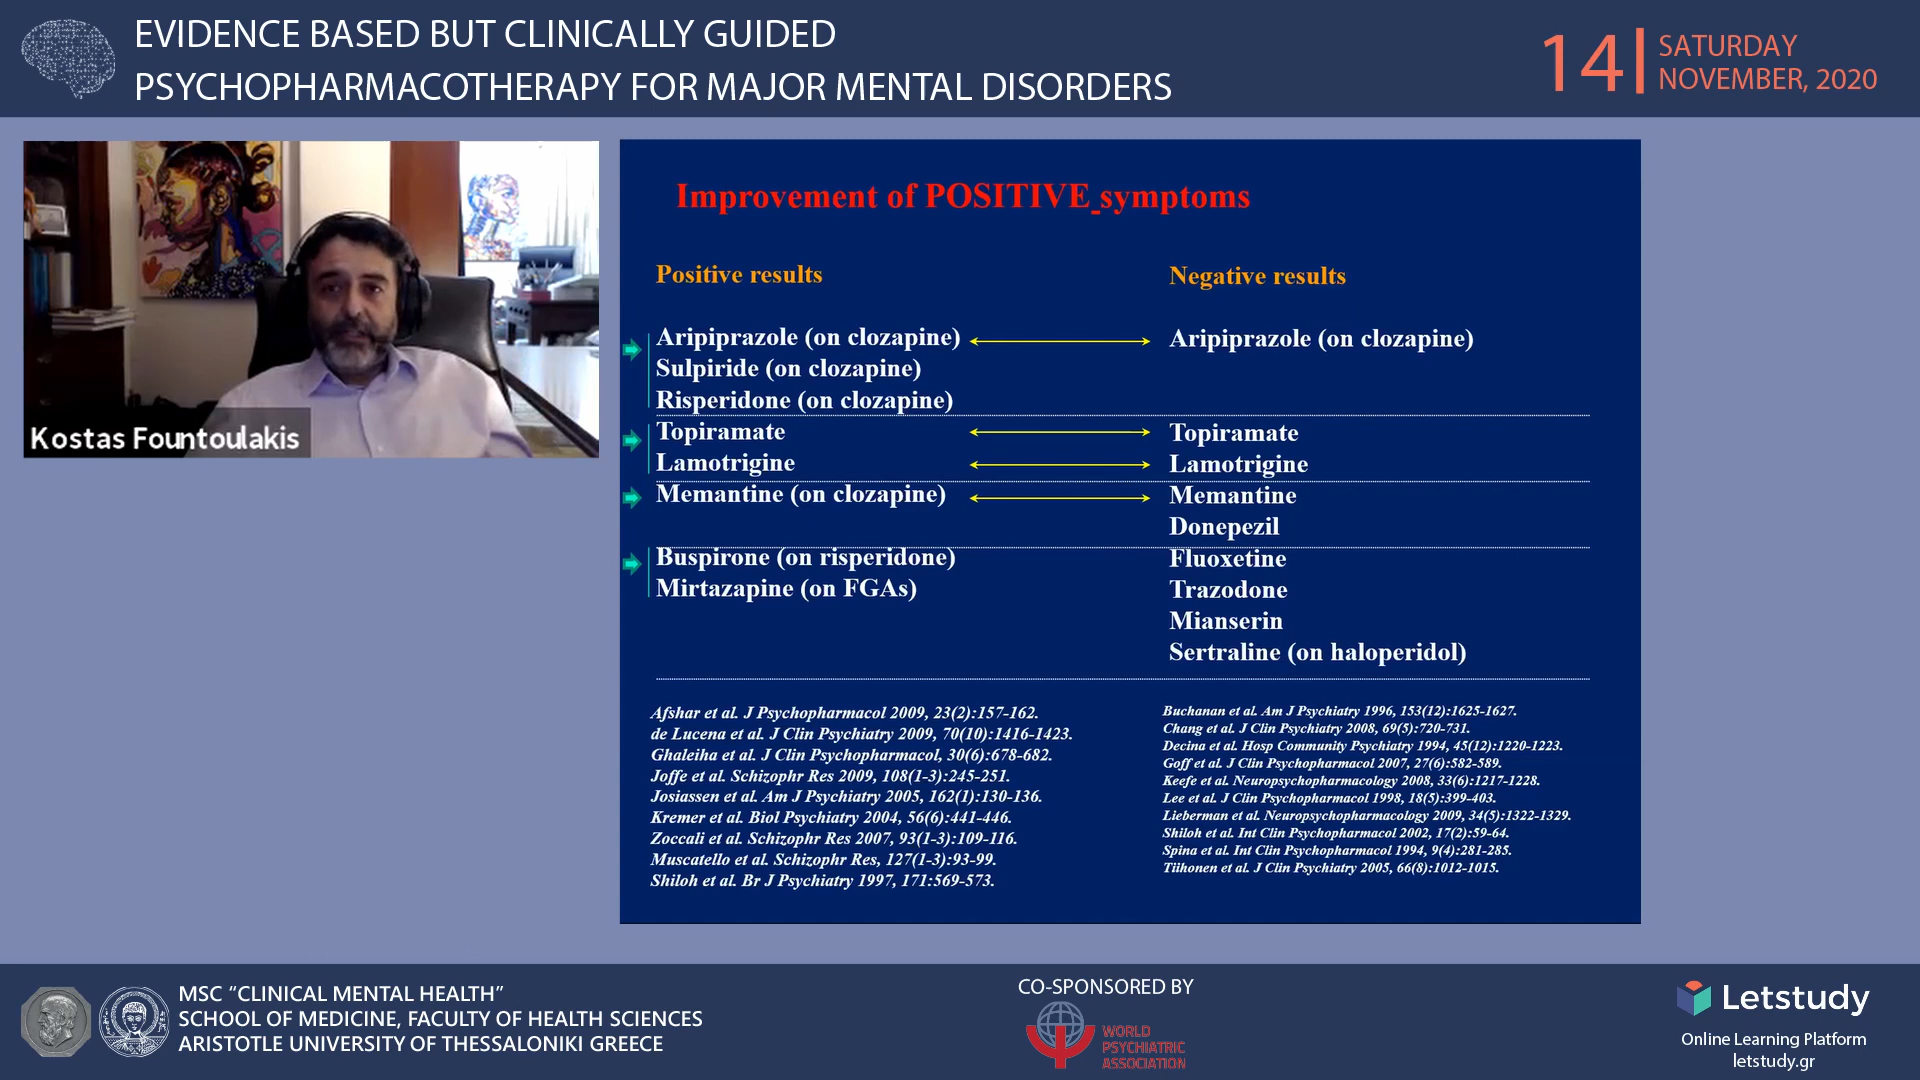 EVIDENCE BASED BUT CLINICALLY GUIDED
PSYCHOPHARMACOTHERAPY FOR MAJOR MENTAL DISORDERS
14
SATURDAY
NOVEMBER, 2020
Kostas Fountoulakis
Improvement of POSITIVE symptoms
Positive results
Aripiprazole (on clozapine)
Sulpiride (on clozapine)
Risperidone (on clozapine)
Topiramate
Lamotrigine
Memantine (on clozapine)
Buspirone (on risperidone)
Mirtazapine (on FGAs)
Negative results
Aripiprazole (on clozapine)
Topiramate
Lamotrigine
Memantine
Donepezil
Fluoxetine
Trazodone
Mianserin
Sertraline (on haloperidol)
Afshar et al. J Psychopharmacol 2009, 23(2):157-162.
de Lucena et al. J Clin Psychiatry 2009, 70(10):1416-1423.
Ghaleiha et al. J Clin Psychopharmacol, 30(6):678-682.
Joffe et al. Schizophr Res 2009, 108(1-3):245-251.
Josiassen et al. Am J Psychiatry 2005, 162(1):130-136.
Kremer et al. Biol Psychiatry 2004, 56(6):441-446.
Zoccali et al. Schizophr Res 2007, 93(1-3):109-116.
Muscatello et al. Schizophr Res, 127(1-3):93-99.
Shiloh et al. Br J Psychiatry 1997, 171:569-573.
Buchanan et al. Am J Psychiatry 1996, 153(12):1625-1627.
Chang et al. J Clin Psychiatry 2008, 69(5):720-731.
Decina et al. Hosp Community Psychiatry 1994, 45(12):1220-1223.
Goff et al. J Clin Psychopharmacol 2007, 27(6):582-589.
Keefe et al. Neuropsychopharmacology 2008, 33(6):1217-1228.
Lee et al. J Clin Psychopharmacol 1998, 18(5):399-403.
Lieberman et al. Neuropsychopharmacology 2009, 34(5):1322-1329.
Shiloh et al. Int Clin Psychopharmacol 2002, 17(2):59-64.
Spina et al. Int Clin Psychopharmacol 1994, 9(4):281-285.
Tiihonen et al. J Clin Psychiatry 2005, 66(8):1012-1015.
MSC “CLINICAL MENTAL HEALTH”
SCHOOL OF MEDICINE, FACULTY OF HEALTH SCIENCES
ARISTOTLE UNIVERSITY OF THESSALONIKI GREECE
CO-SPONSORED BY
WORLD
PSYCHIATRIC
ASSOCIATION
Letstudy
Online Learning Platform
letstudy.gr